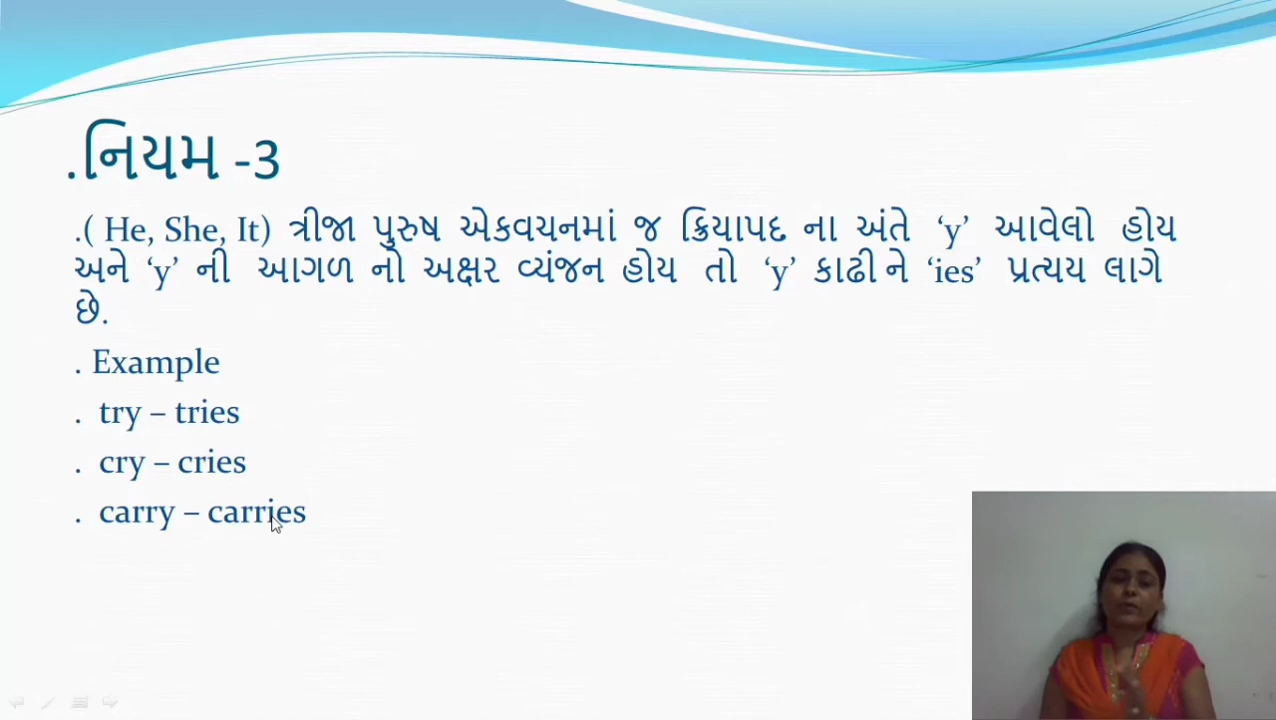 .નિયમ -3
.( He, She, It) ત્રીજા પુરુષ એકવચનમાં જ ક્રિયાપદ ના અંતે ‘y’ આવેલો હોય
અને ‘y’ ની આગળ નો અક્ષર વ્યંજન હોય તો ‘y’ કાઢી ને ‘ies’ પ્રત્યય લાગે
છે.
. Example
. try – tries
. cry – cries
. carry – carries